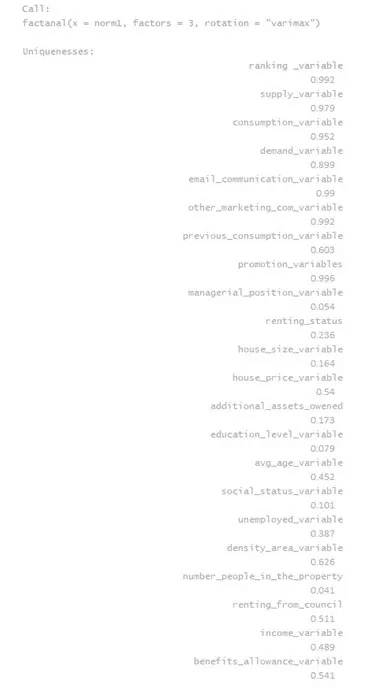 Call:
factanal(x = norm1, factors = 3, rotation = "varimax")
Uniquenesses:
ranking _variable
0.992
supply_variable
0.979
consumption_variable
0.952
demand_variable
0.899
email_communication_variable
0.99
other_marketing_com_variable
0.992
previous_consumption_variable
0.603
promotion_variables
0.996
managerial_position_variable
0.054
renting_status
0.236
house_size_variable
0.164
house_price_variable
0.54
additional_assets_owened
0.173
education_level_variable
0.079
avg_age_variable
0.452
social_status_variable
0.101
unemployed_variable
0.387
density_area_variable
0.626
number_people_in_the_property
0.041
renting_from_council
0.511
income_variable
0.489
benefits_allowance_variable
0.541